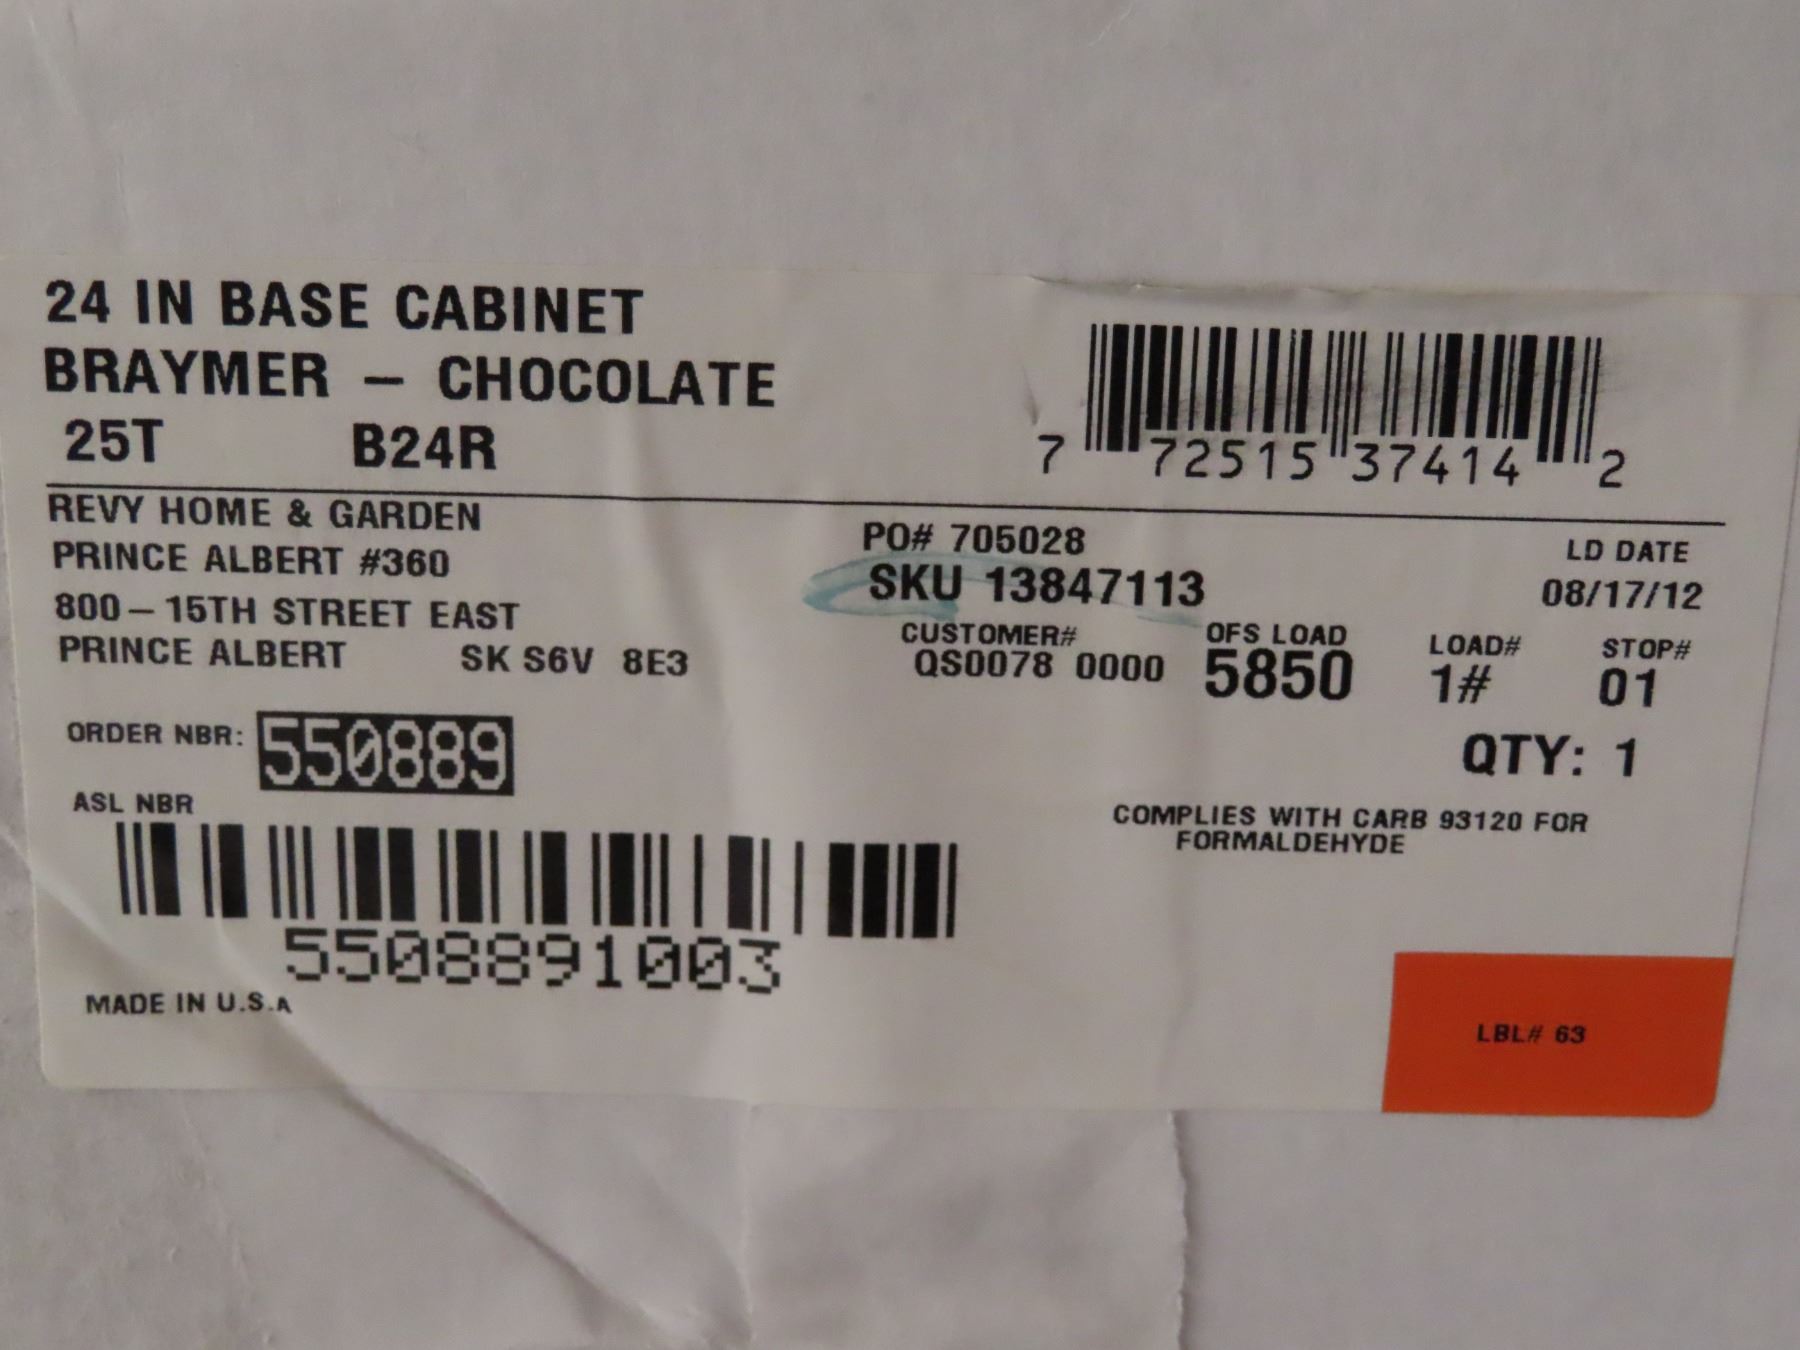 24 IN BASE CABINET
BRAYMER - CHOCOLATE
25T B24R
7 72515 37414 2
REVY HOME & GARDEN
PRINCE ALBERT #360
800-15TH STREET EAST
PRINCE ALBERT SK S6V 8E3
PO# 705028
SKU 13847113
LD DATE
08/17/12
CUSTOMER#
QS0078 0000
OFS LOAD
5850
LOAD#
1#
STOP#
01
ORDER NBR: 550889
QTY: 1
ASL NBR
COMPLIES WITH CARB 93120 FOR
FORMALDEHYDE
5508891003
MADE IN U.S.A
LBL# 63